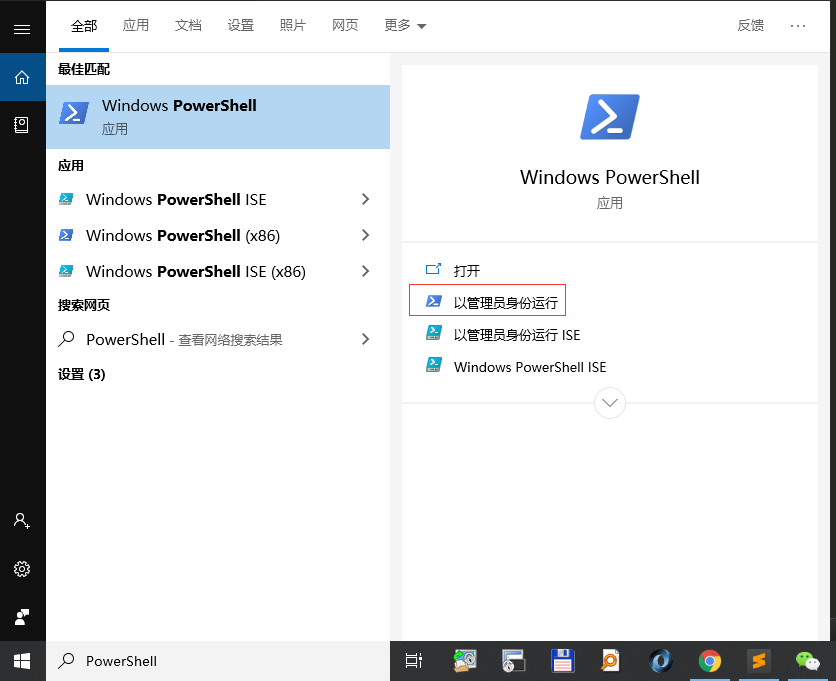 全部 应用 文档 设置 照片 网页 更多 反馈 ...
最佳匹配
Windows PowerShell
应用
应用
Windows PowerShell ISE
Windows PowerShell (x86)
Windows PowerShell ISE (x86)
搜索网页
PowerShell - 查看网络搜索结果
设置 (3)
Windows PowerShell
应用
打开
以管理员身份运行
以管理员身份运行 ISE
Windows PowerShell ISE
PowerShell